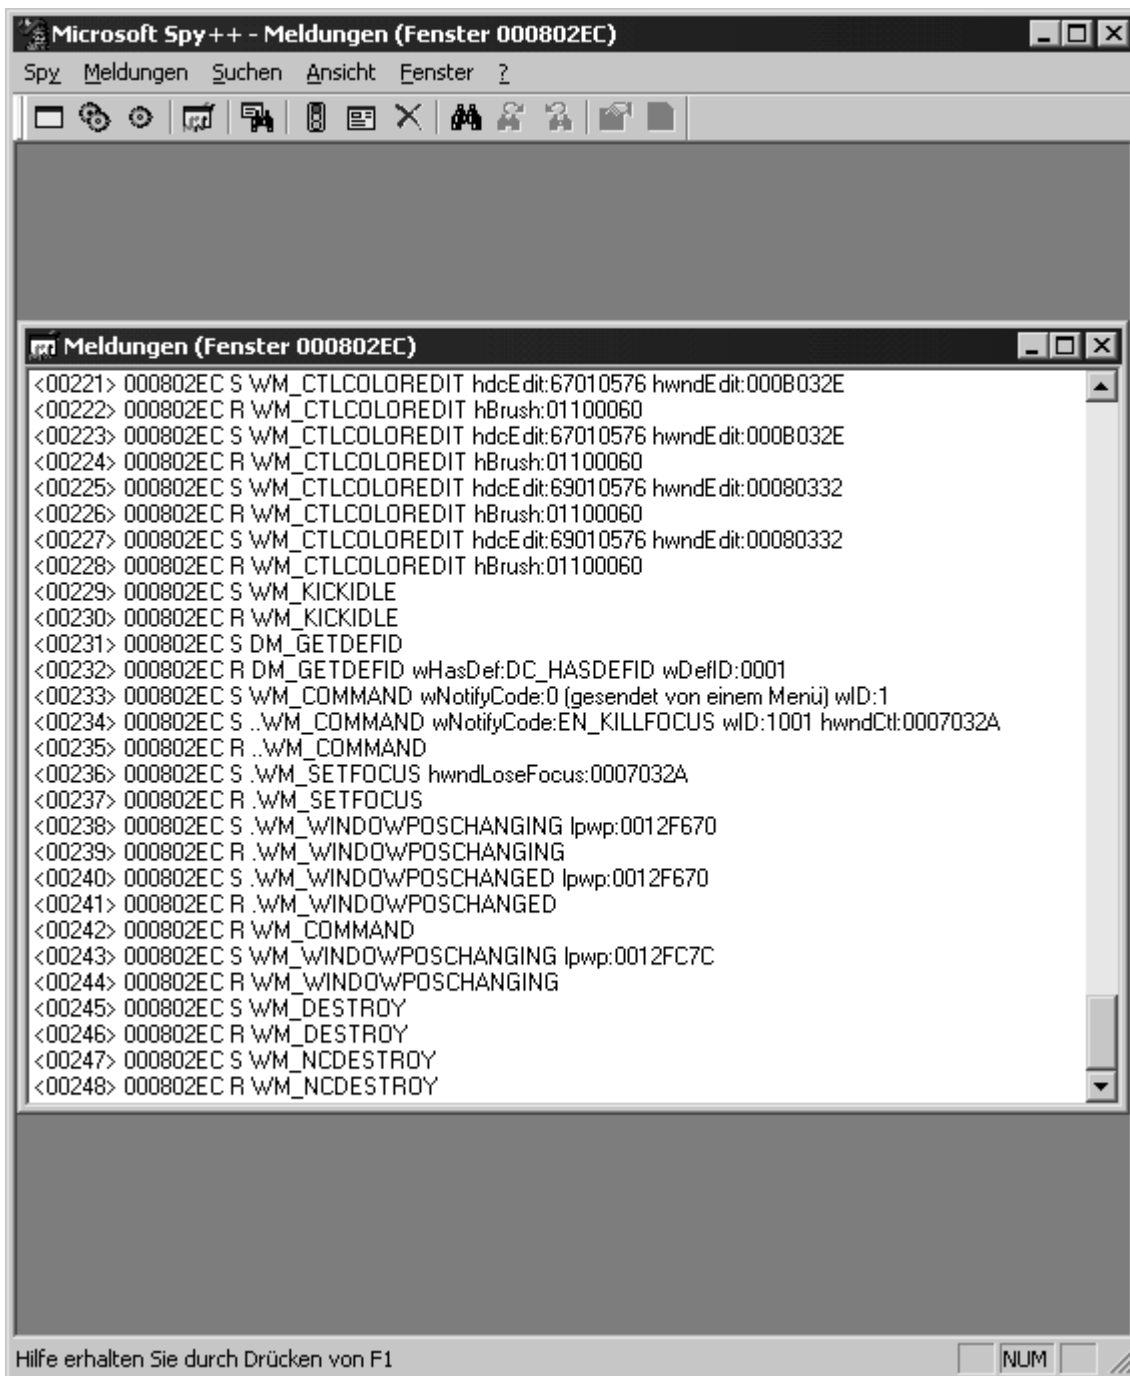 Microsoft Spy++ - Meldungen (Fenster 000802EC)
Spy Meldungen Suchen Ansicht Fenster ?
Meldungen (Fenster 000802EC)
<00221> 000802EC S WM_CTLCOLOREDIT hdcEdit:67010576 hwndEdit:000B032E
<00222> 000802EC R WM_CTLCOLOREDIT hBrush:01100060
<00223> 000802EC S WM_CTLCOLOREDIT hdcEdit:67010576 hwndEdit:000B032E
<00224> 000802EC R WM_CTLCOLOREDIT hBrush:01100060
<00225> 000802EC S WM_CTLCOLOREDIT hdcEdit:69010576 hwndEdit:00080332
<00226> 000802EC R WM_CTLCOLOREDIT hBrush:01100060
<00227> 000802EC S WM_CTLCOLOREDIT hdcEdit:69010576 hwndEdit:00080332
<00228> 000802EC R WM_CTLCOLOREDIT hBrush:01100060
<00229> 000802EC S WM_KICKIDLE
<00230> 000802EC R WM_KICKIDLE
<00231> 000802EC S DM_GETDEFID
<00232> 000802EC R DM_GETDEFID wHasDef:DC_HASDEFID wDefID:0001
<00233> 000802EC S WM_COMMAND wNotifyCode:0 (gesendet von einem Menü) wID:1
<00234> 000802EC S ..WM_COMMAND wNotifyCode:EN_KILLFOCUS wID:1001 hwndCtl:0007032A
<00235> 000802EC R ..WM_COMMAND
<00236> 000802EC S .WM_SETFOCUS hwndLoseFocus:0007032A
<00237> 000802EC R .WM_SETFOCUS
<00238> 000802EC S .WM_WINDOWPOSCHANGING lpwp:0012F670
<00239> 000802EC R .WM_WINDOWPOSCHANGING
<00240> 000802EC S .WM_WINDOWPOSCHANGED lpwp:0012F670
<00241> 000802EC R .WM_WINDOWPOSCHANGED
<00242> 000802EC R WM_COMMAND
<00243> 000802EC S WM_WINDOWPOSCHANGING lpwp:0012FC7C
<00244> 000802EC R WM_WINDOWPOSCHANGING
<00245> 000802EC S WM_DESTROY
<00246> 000802EC R WM_DESTROY
<00247> 000802EC S WM_NCDESTROY
<00248> 000802EC R WM_NCDESTROY
Hilfe erhalten Sie durch Drücken von F1
NUM